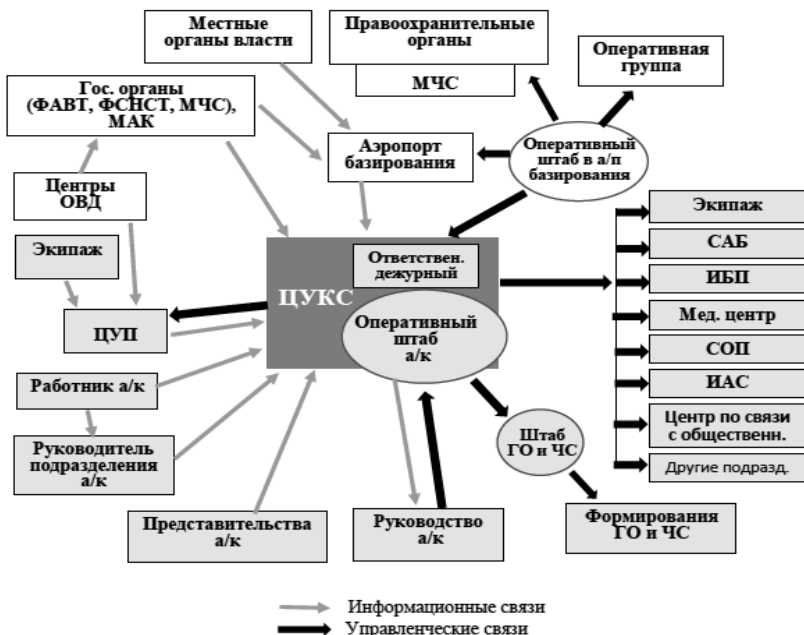 Местные
органы власти
Правоохранительные
органы
МЧС
Оперативная
группа
Гос. органы
(ФАВТ, ФСНСТ, МЧС),
МАК
Аэропорт
базирования
Оперативный
штаб в а/п
базирования
Центры
ОВД
Экипаж
ЦУП
Работник а/к
Руководитель
подразделения
а/к
Представительства
а/к
ЦУКС
Ответствен.
дежурный
Оперативный
штаб
а/к
Руководство
а/к
Штаб
ГО и ЧС
Формирования
ГО и ЧС
Экипаж
САБ
ИБП
Мед. центр
СОП
ИАС
Центр по связи
с общественн.
Другие подразд.
Информационные связи
Управленческие связи